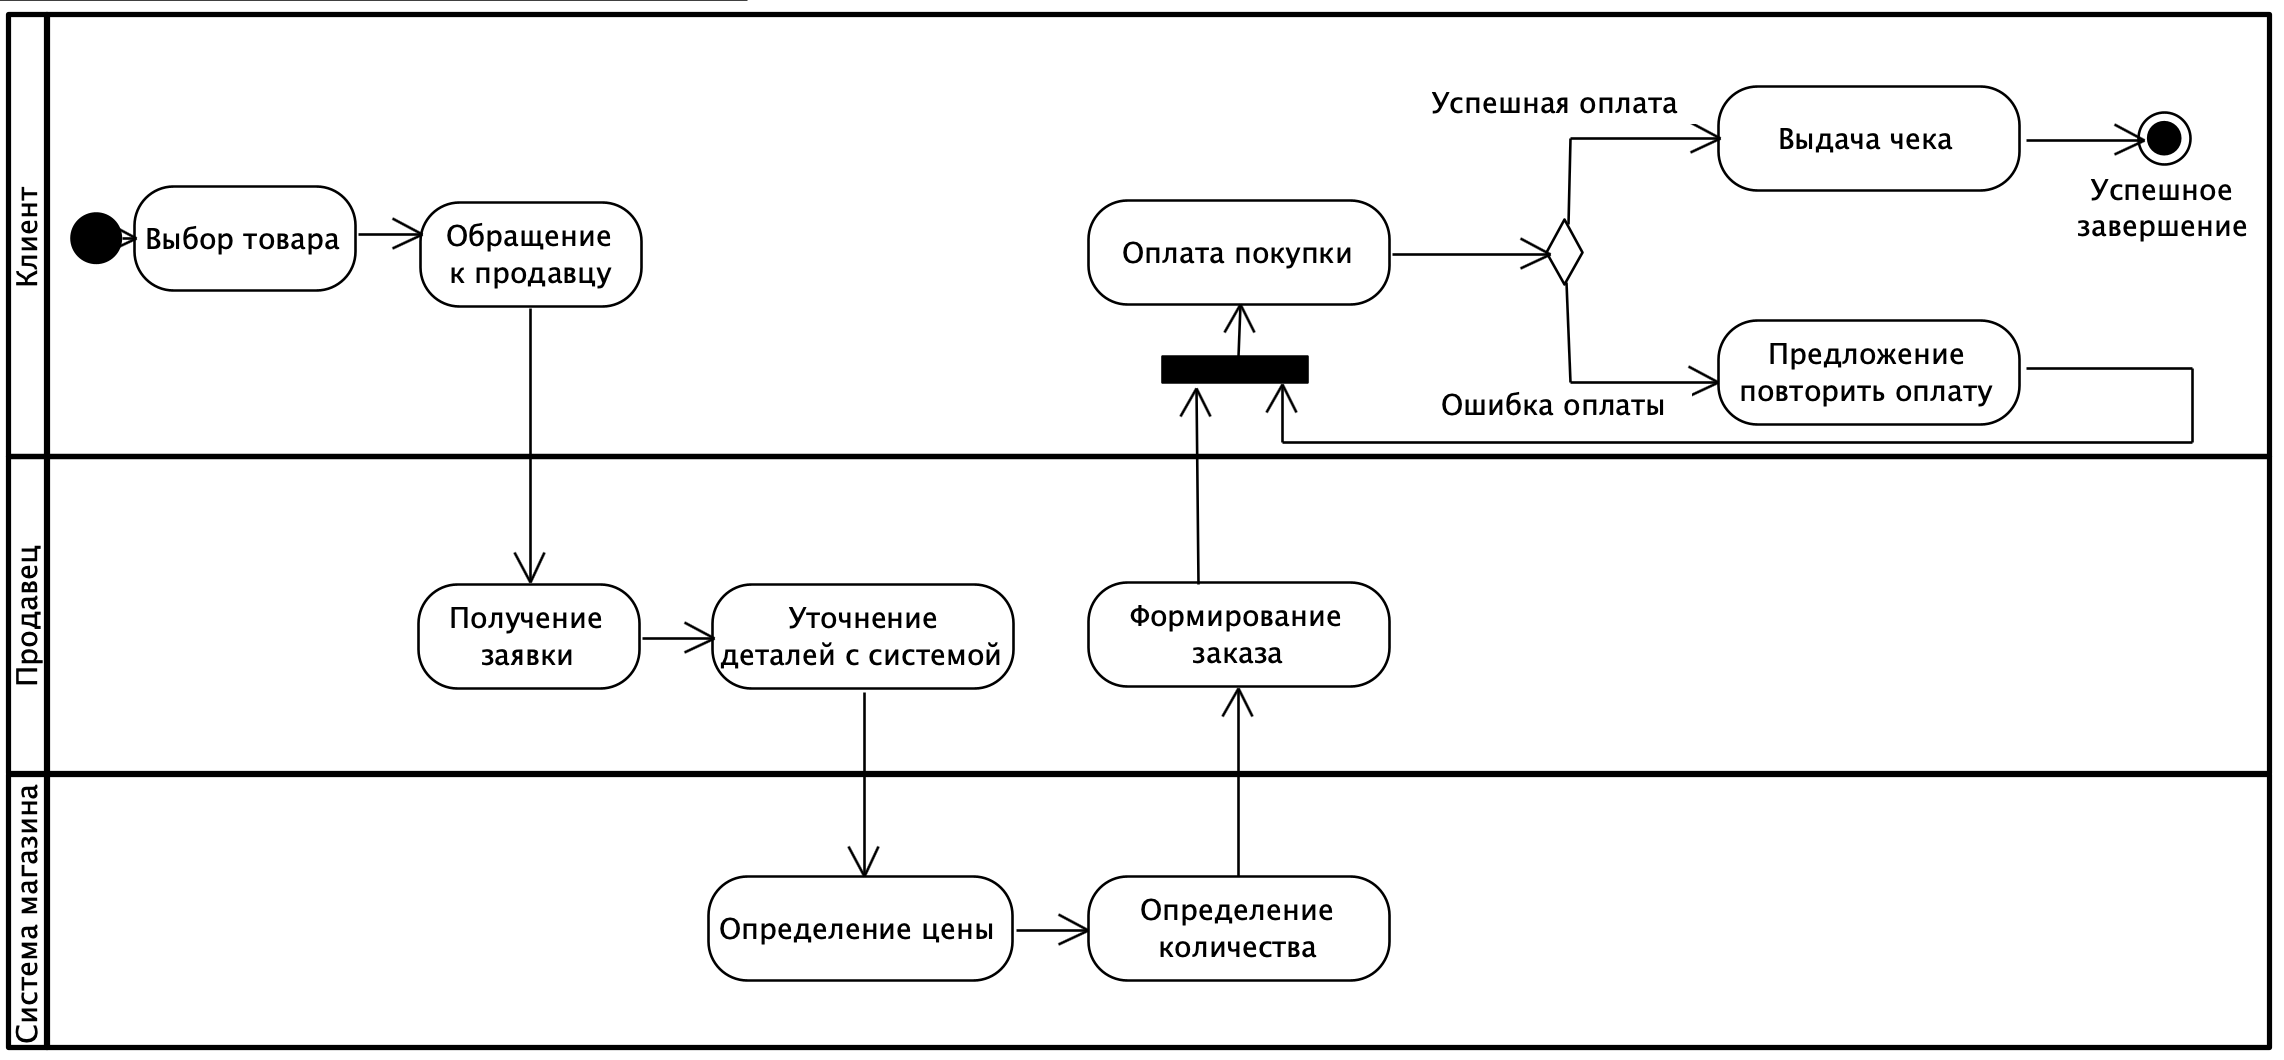 Клиент
Выбор товара
Обращение
к продавцу
Оплата покупки
Успешная оплата
Выдача чека
Успешное
завершение
Ошибка оплаты
Предложение
повторить оплату
Продавец
Получение
заявки
Уточнение
деталей с системой
Формирование
заказа
Система магазина
Определение цены
Определение
количества